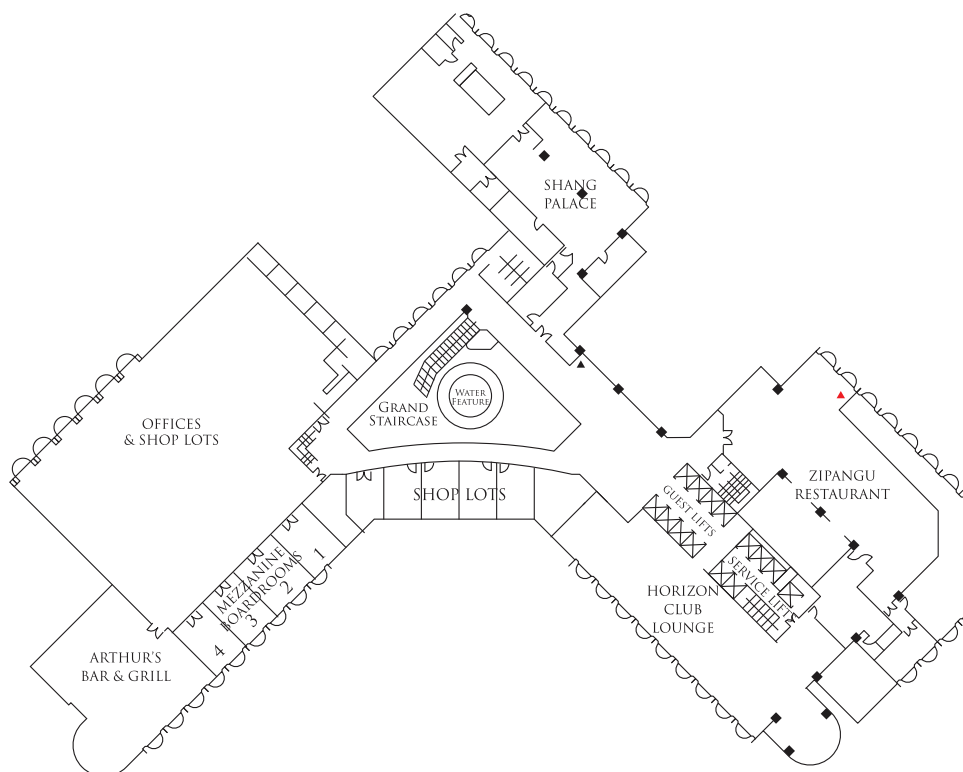 SHANG
PALACE
WATER
FEATURE
GRAND
STAIRCASE
OFFICES
& SHOP LOTS
ZIPANGU
RESTAURANT
SHOP LOTS
GUEST LIFTS
SERVICE LIFTS
MEZZANINE
BOARDROOMS
1
2
3
4
HORIZON
CLUB
LOUNGE
ARTHUR'S
BAR & GRILL